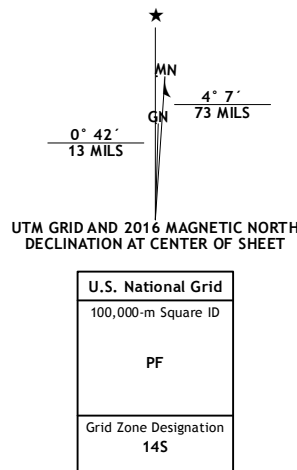 MN
4° 7´
73 MILS
GN
0° 42´
13 MILS
UTM GRID AND 2016 MAGNETIC NORTH
DECLINATION AT CENTER OF SHEET
U.S. National Grid
100,000-m Square ID
PF
Grid Zone Designation
14S